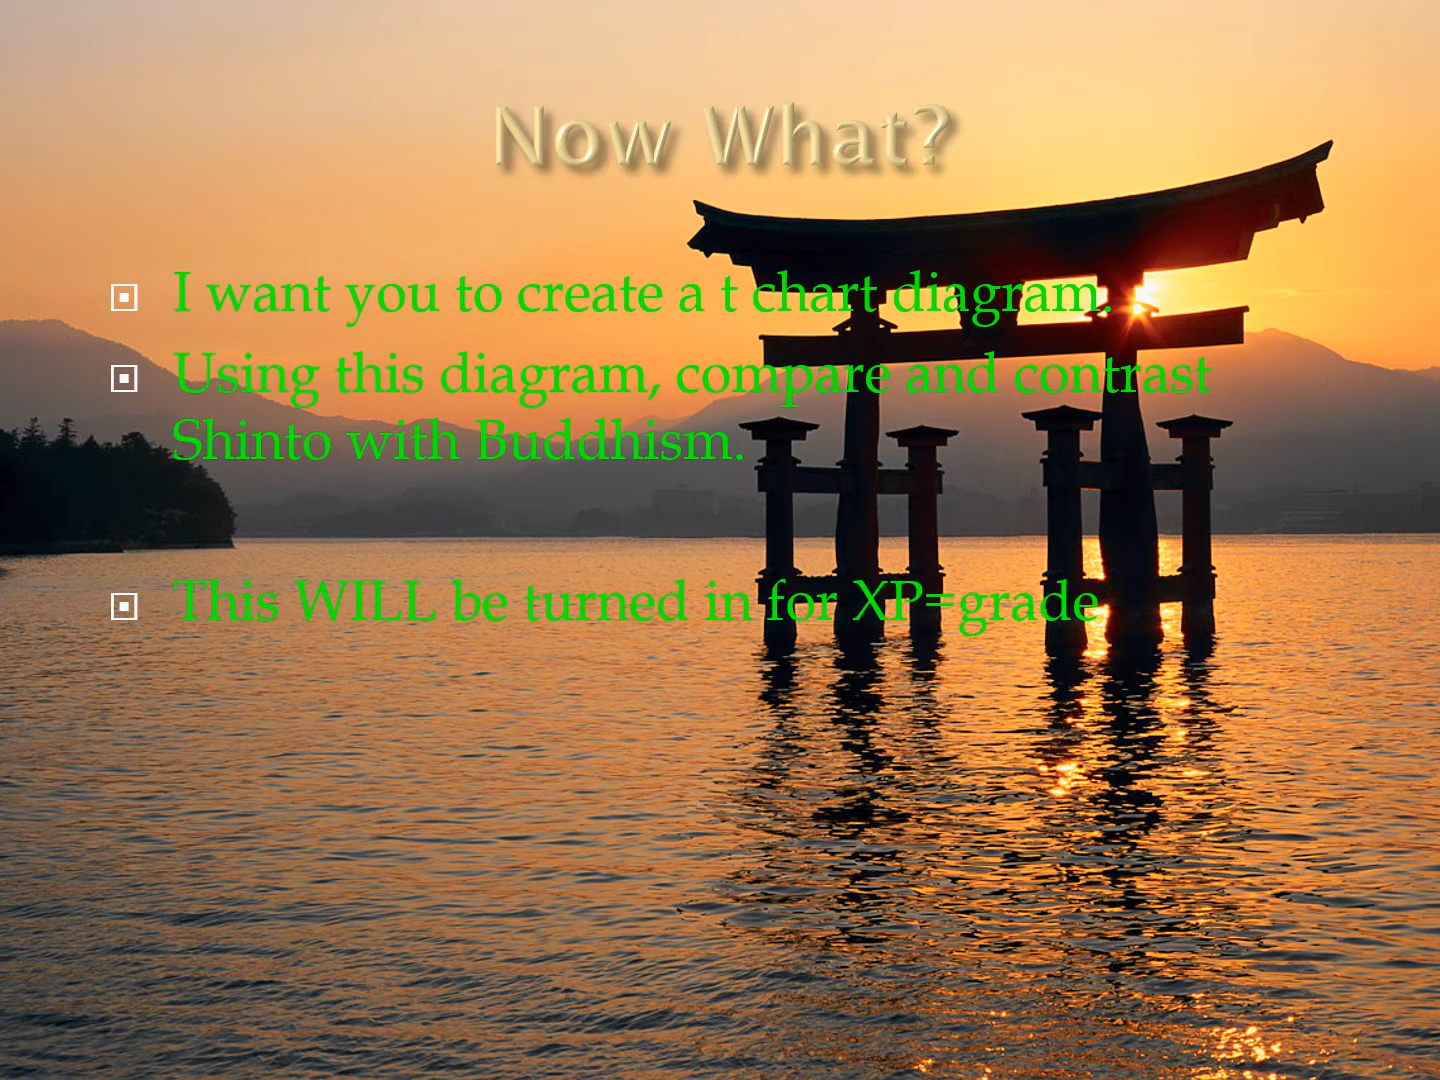 Now What?
I want you to create a t chart diagram.
Using this diagram, compare and contrast
Shinto with Buddhism.
This WILL be turned in for XP=grade